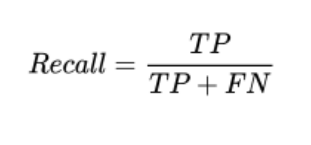 Recall = TP / TP + FN